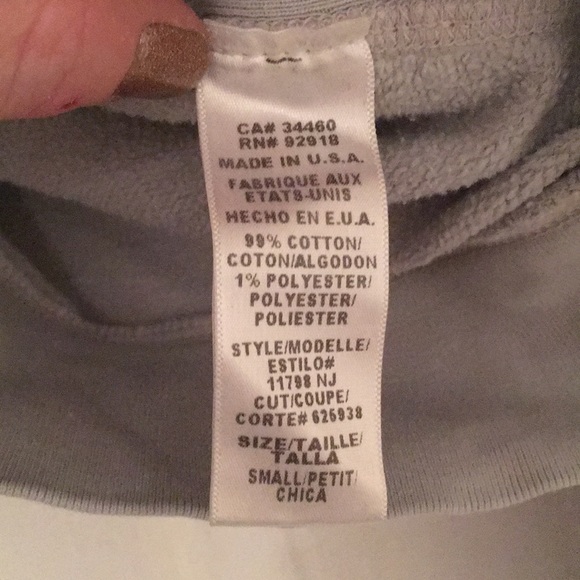 CA# 34460
RN# 92918
MADE IN U.S.A.
FABRIQUE AUX
ETATS-UNIS
HECHO EN E.U.A.
99% COTTON/
COTON/ALGODON
1% POLYESTER/
POLYESTER/
POLIESTER
STYLE/MODELLE/
ESTILO#
11798 NJ
CUT/COUPE/
CORTE# 626938
SIZE/TAILLE/
TALLA
SMALL/PETIT/
CHICA